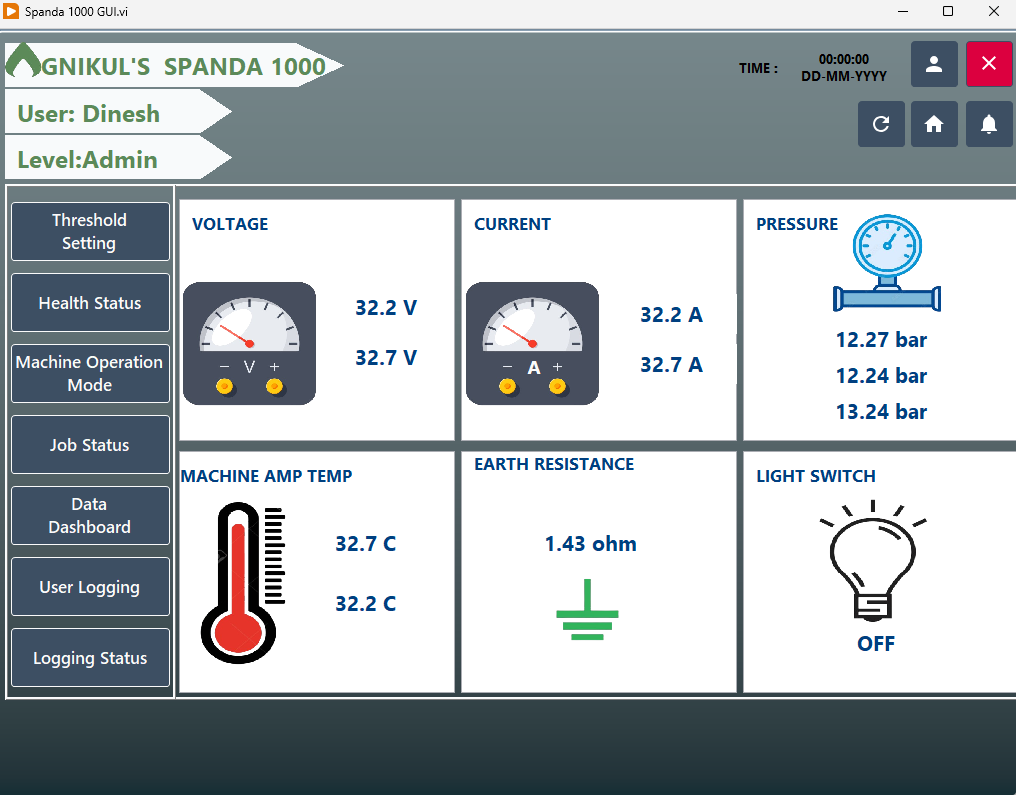 Spanda 1000 GUI.vi
GNIKUL'S SPANDA 1000
TIME :
00:00:00
DD-MM-YYYY
User: Dinesh
Level:Admin
Threshold
Setting
Health Status
Machine Operation
Mode
Job Status
Data
Dashboard
User Logging
Logging Status
VOLTAGE
V
32.2 V
32.7 V
CURRENT
A
32.2 A
32.7 A
PRESSURE
12.27 bar
12.24 bar
13.24 bar
MACHINE AMP TEMP
32.7 C
32.2 C
EARTH RESISTANCE
1.43 ohm
LIGHT SWITCH
OFF